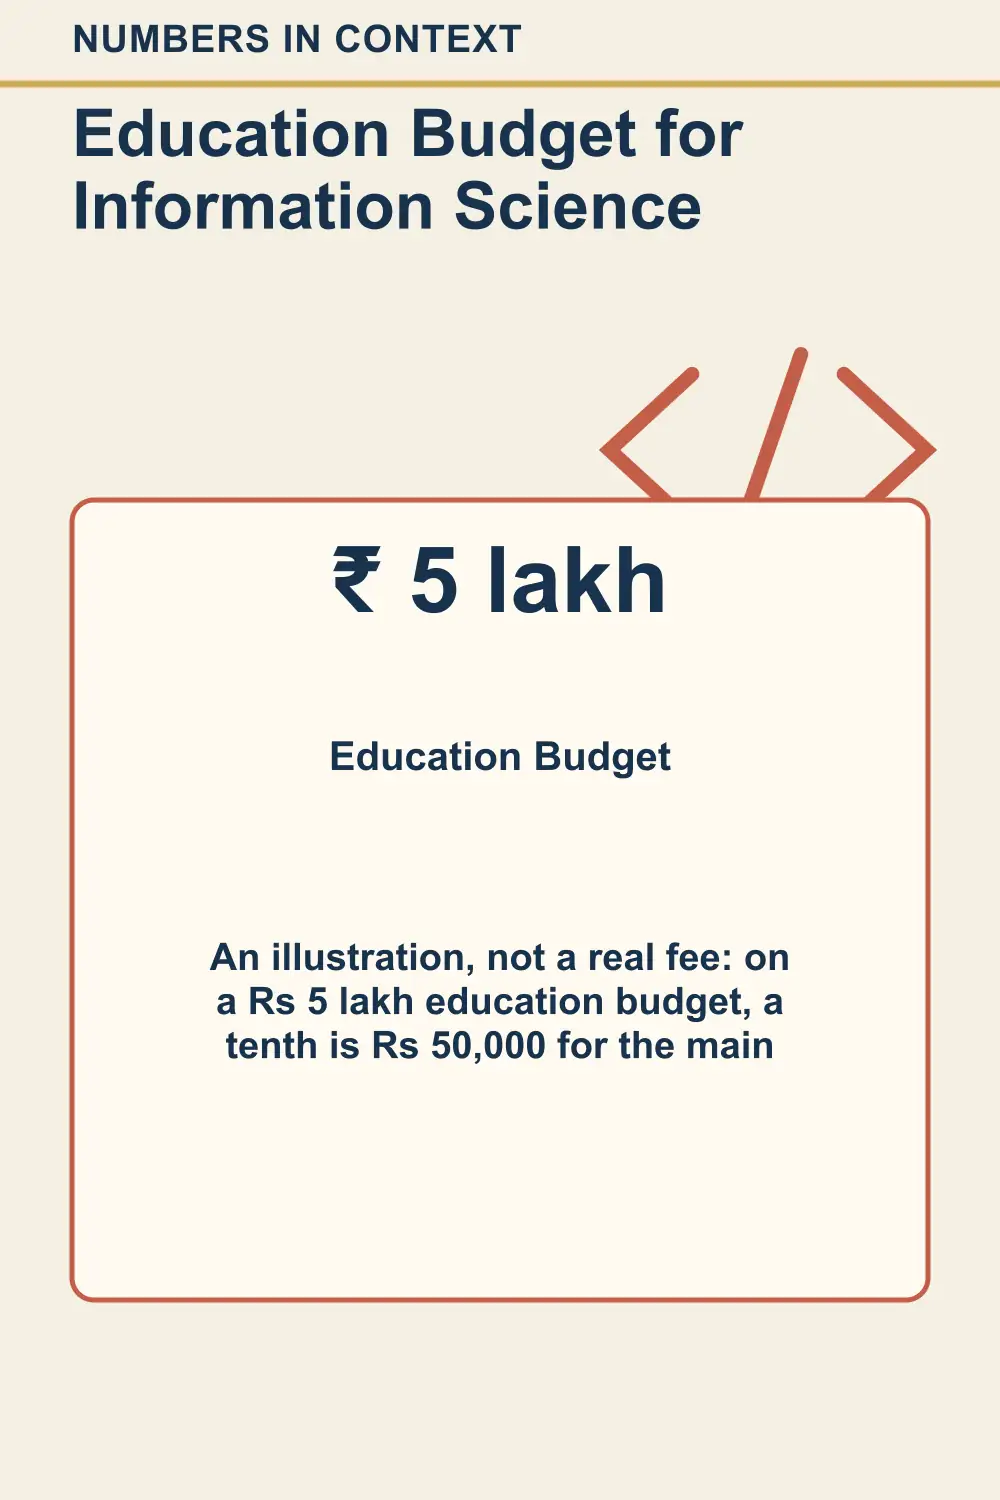 NUMBERS IN CONTEXT
Education Budget for
Information Science
₹ 5 lakh
Education Budget
An illustration, not a real fee: on
a Rs 5 lakh education budget, a
tenth is Rs 50,000 for the main